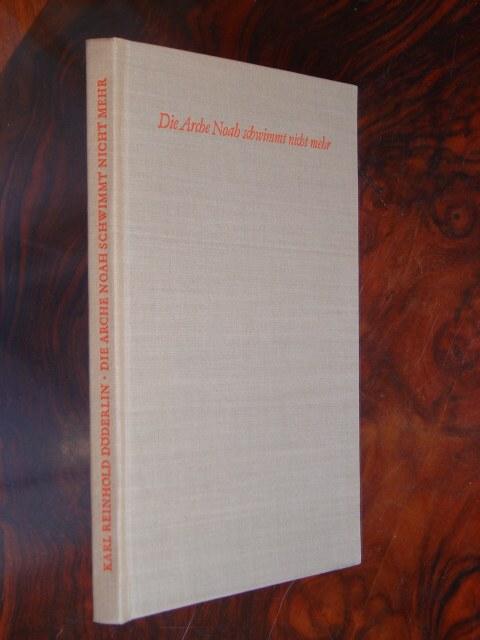 Die Arche Noah schwimmt nicht mehr
KARL REINHOLD DÖDERLIN · DIE ARCHE NOAH SCHWIMMT NICHT MEHR